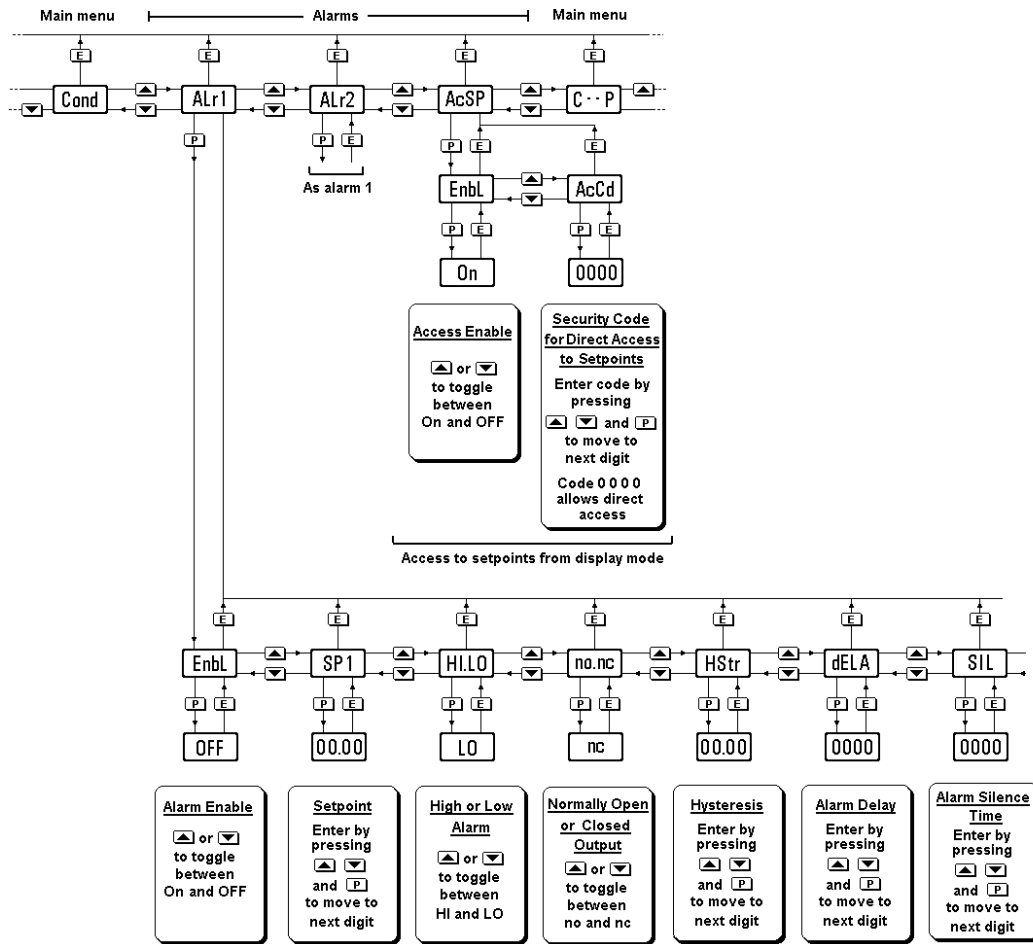 Main menu Alarms Main menu
E E E E E
Cond ALr1 ALr2 AcSP C--P
P P E P E E
As alarm 1
EnbL AcCd
P E P E
On 0000
Access Enable
or
to toggle
between
On and OFF
Security Code
for Direct Access
to Setpoints
Enter code by
pressing
and P
to move to
next digit
Code 0 0 0 0
allows direct
access
Access to setpoints from display mode
E E E E E E E
EnbL SP1 HI.LO no.nc HStr dELA SIL
P E P E P E P E P E P E P E
OFF 00.00 LO nc 00.00 0000 0000
Alarm Enable
or
to toggle
between
On and OFF
Setpoint
Enter by
pressing
and P
to move to
next digit
High or Low
Alarm
or
to toggle
between
HI and LO
Normally Open
or Closed
Output
or
to toggle
between
no and nc
Hysteresis
Enter by
pressing
and P
to move to
next digit
Alarm Delay
Enter by
pressing
and P
to move to
next digit
Alarm Silence
Time
Enter by
pressing
and P
to move to
next digit